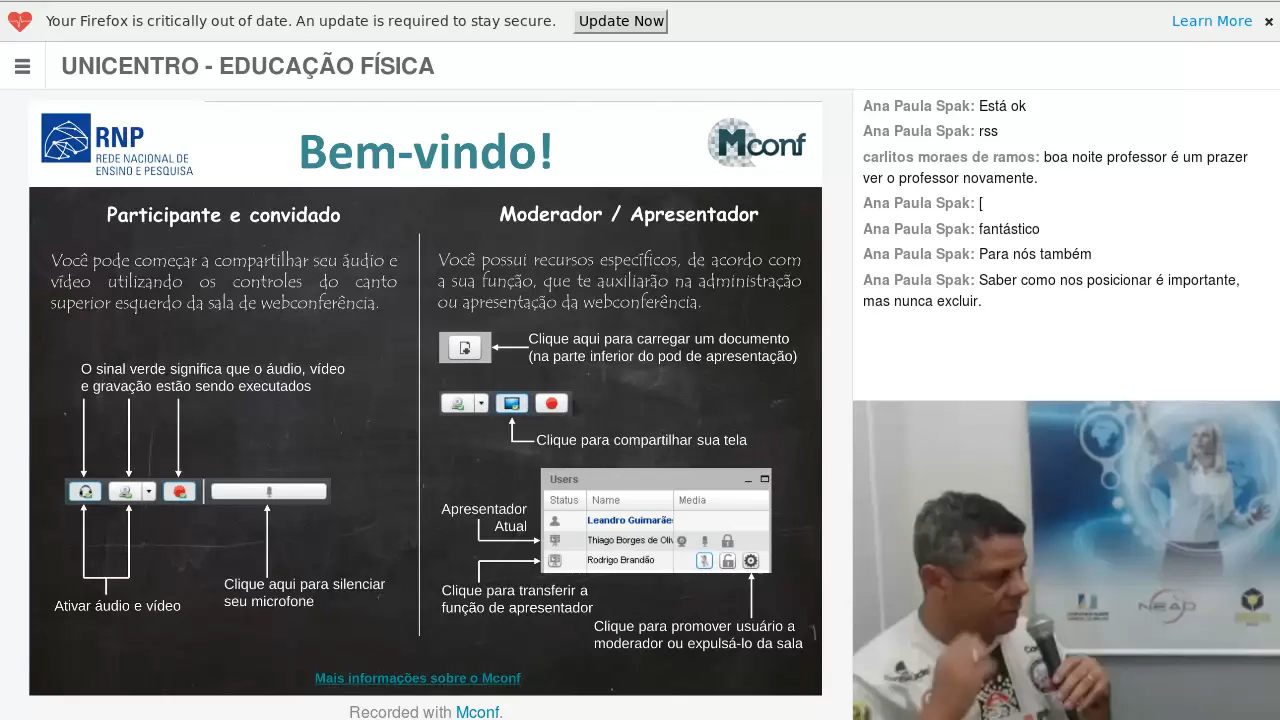 Your Firefox is critically out of date. An update is required to stay secure.
Update Now
Learn More
×
UNICENTRO - EDUCAÇÃO FÍSICA
RNP
REDE NACIONAL DE
ENSINO E PESQUISA
Bem-vindo!
Mconf
Participante e convidado
Você pode começar a compartilhar seu áudio e
vídeo utilizando os controles do canto
superior esquerdo da sala de webconferência.
O sinal verde significa que o áudio, vídeo
e gravação estão sendo executados
Ativar áudio e vídeo
Clique aqui para silenciar
seu microfone
Moderador / Apresentador
Você possui recursos específicos, de acordo com
a sua função, que te auxiliarão na administração
ou apresentação da webconferência.
Clique aqui para carregar um documento
(na parte inferior do pod de apresentação)
Clique para compartilhar sua tela
Users
Status Name Media
Leandro Guimarães
Thiago Borges de Oliv
Rodrigo Brandão
Apresentador
Atual
Clique para transferir a
função de apresentador
Clique para promover usuário a
moderador ou expulsá-lo da sala
Mais informações sobre o Mconf
Recorded with Mconf.
Ana Paula Spak: Está ok
Ana Paula Spak: rss
carlitos moraes de ramos: boa noite professor é um prazer
ver o professor novamente.
Ana Paula Spak: [
Ana Paula Spak: fantástico
Ana Paula Spak: Para nós também
Ana Paula Spak: Saber como nos posicionar é importante,
mas nunca excluir.
NEAD